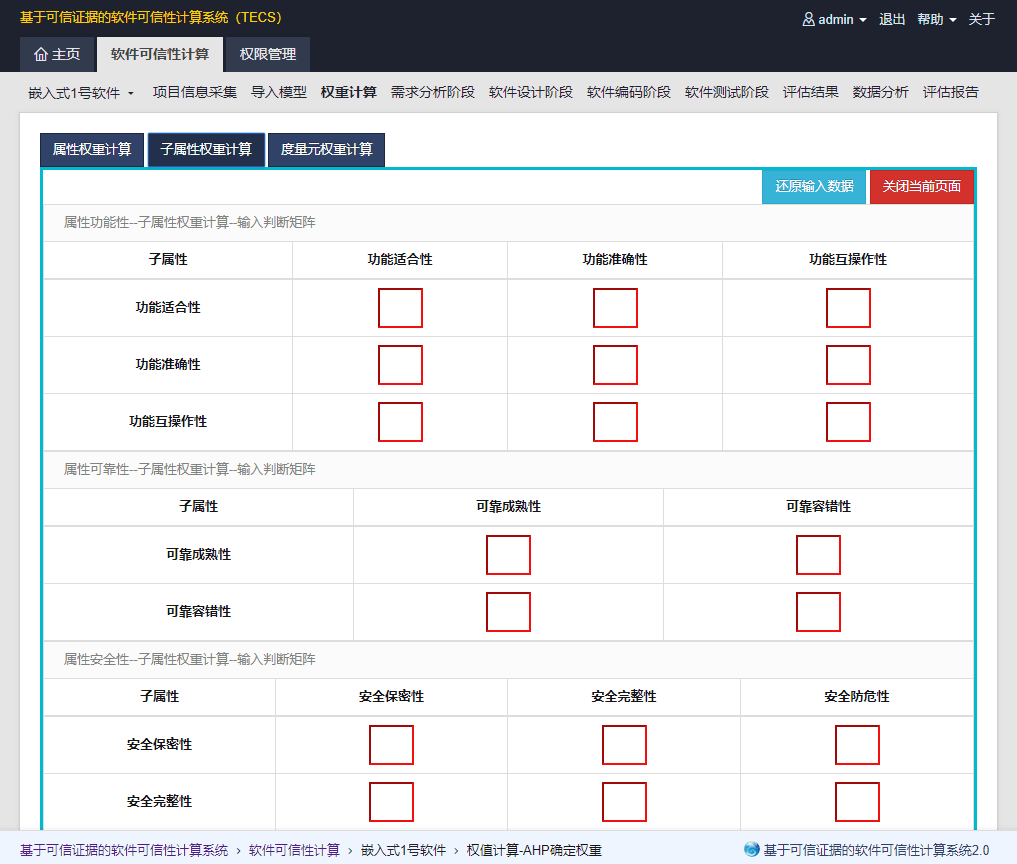 基于可信证据的软件可信性计算系统（TECS）
admin 退出 帮助 关于
主页 软件可信性计算 权限管理
嵌入式1号软件 项目信息采集 导入模型 权重计算 需求分析阶段 软件设计阶段 软件编码阶段 软件测试阶段 评估结果 数据分析 评估报告
属性权重计算 子属性权重计算 度量元权重计算
还原输入数据 关闭当前页面
属性功能性--子属性权重计算--输入判断矩阵
子属性 功能适合性 功能准确性 功能互操作性
功能适合性
功能准确性
功能互操作性
属性可靠性--子属性权重计算--输入判断矩阵
子属性 可靠成熟性 可靠容错性
可靠成熟性
可靠容错性
属性安全性--子属性权重计算--输入判断矩阵
子属性 安全保密性 安全完整性 安全防危性
安全保密性
安全完整性
基于可信证据的软件可信性计算系统 › 软件可信性计算 › 嵌入式1号软件 › 权值计算-AHP确定权重 基于可信证据的软件可信性计算系统2.0